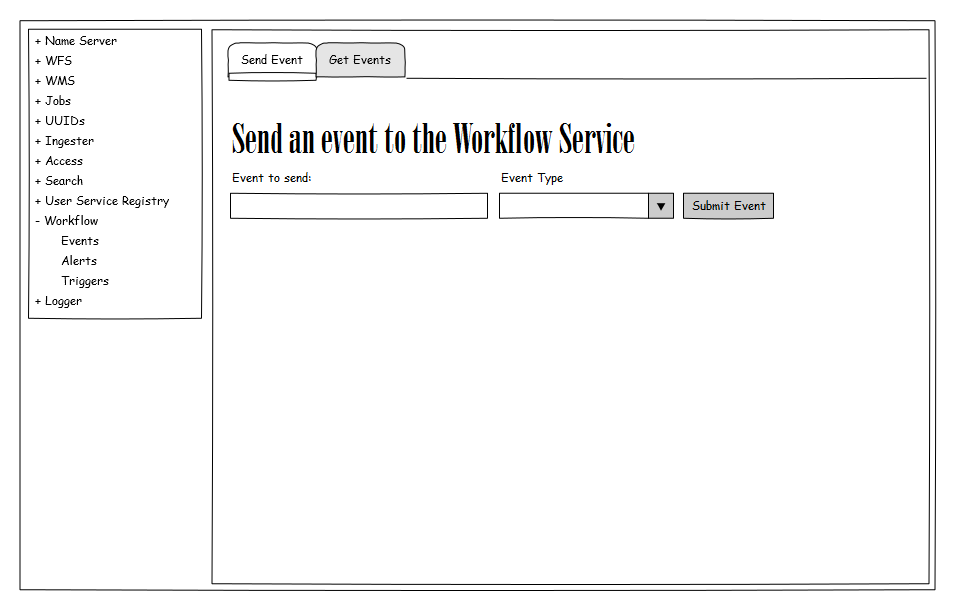 + Name Server
+ WFS
+ WMS
+ Jobs
+ UUIDs
+ Ingester
+ Access
+ Search
+ User Service Registry
- Workflow
Events
Alerts
Triggers
+ Logger
Send Event
Get Events
Send an event to the Workflow Service
Event to send:
Event Type
▼
Submit Event